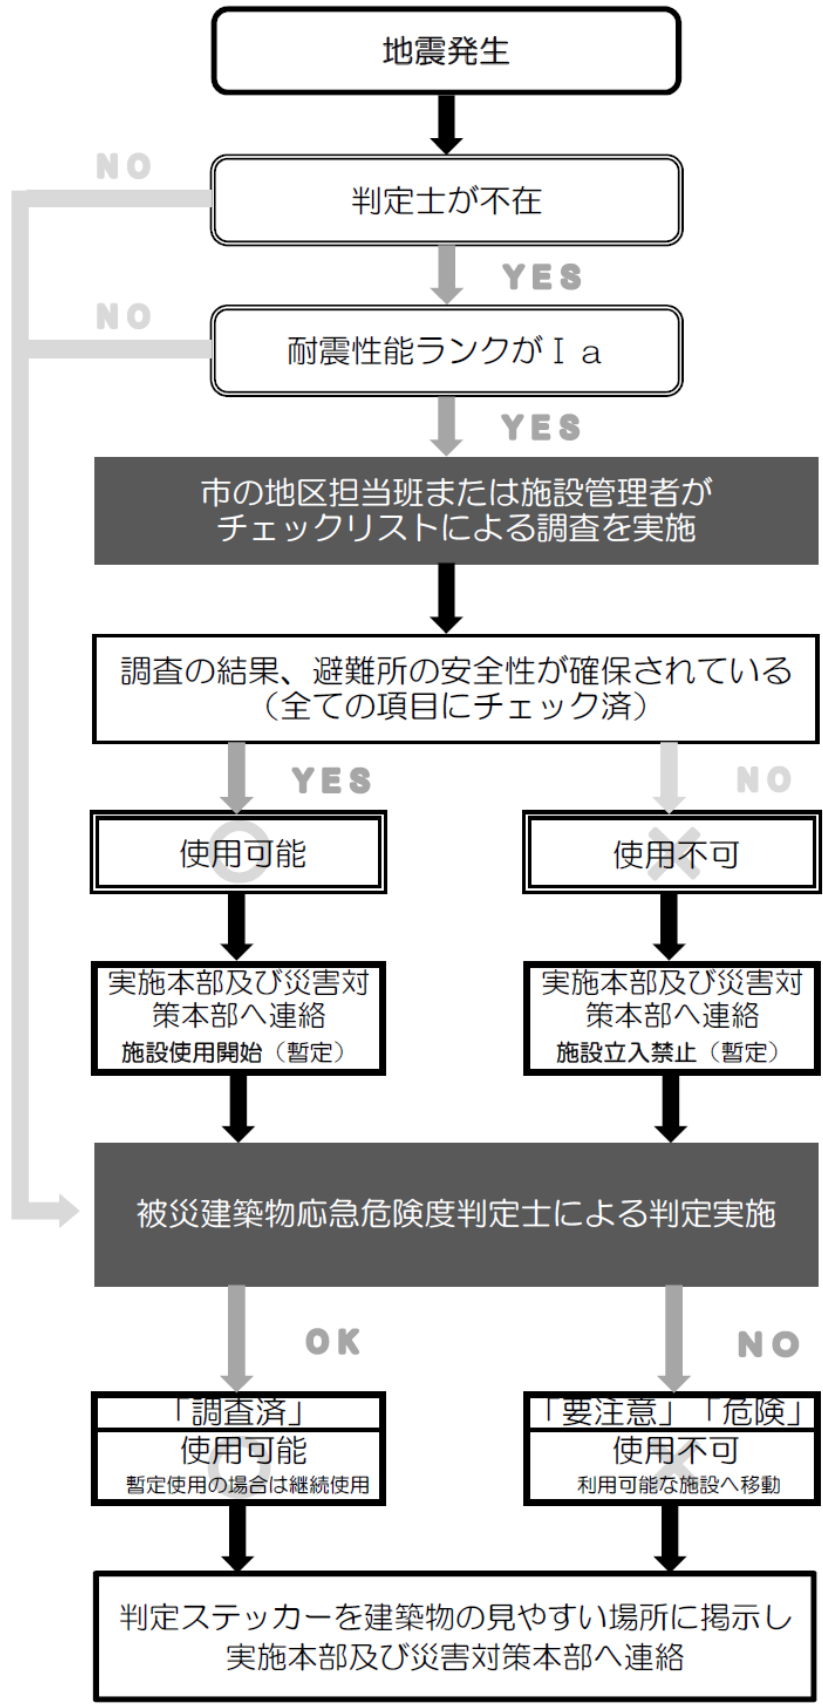 地震発生
NO
判定士が不在
YES
NO
耐震性能ランクがⅠａ
YES
市の地区担当班または施設管理者が
チェックリストによる調査を実施
調査の結果、避難所の安全性が確保されている
（全ての項目にチェック済）
YES
NO
使用可能
使用不可
実施本部及び災害対
策本部へ連絡
施設使用開始（暫定）
実施本部及び災害対
策本部へ連絡
施設立入禁止（暫定）
被災建築物応急危険度判定士による判定実施
OK
NO
「調査済」
使用可能
暫定使用の場合は継続使用
「要注意」「危険」
使用不可
利用可能な施設へ移動
判定ステッカーを建築物の見やすい場所に掲示し
実施本部及び災害対策本部へ連絡